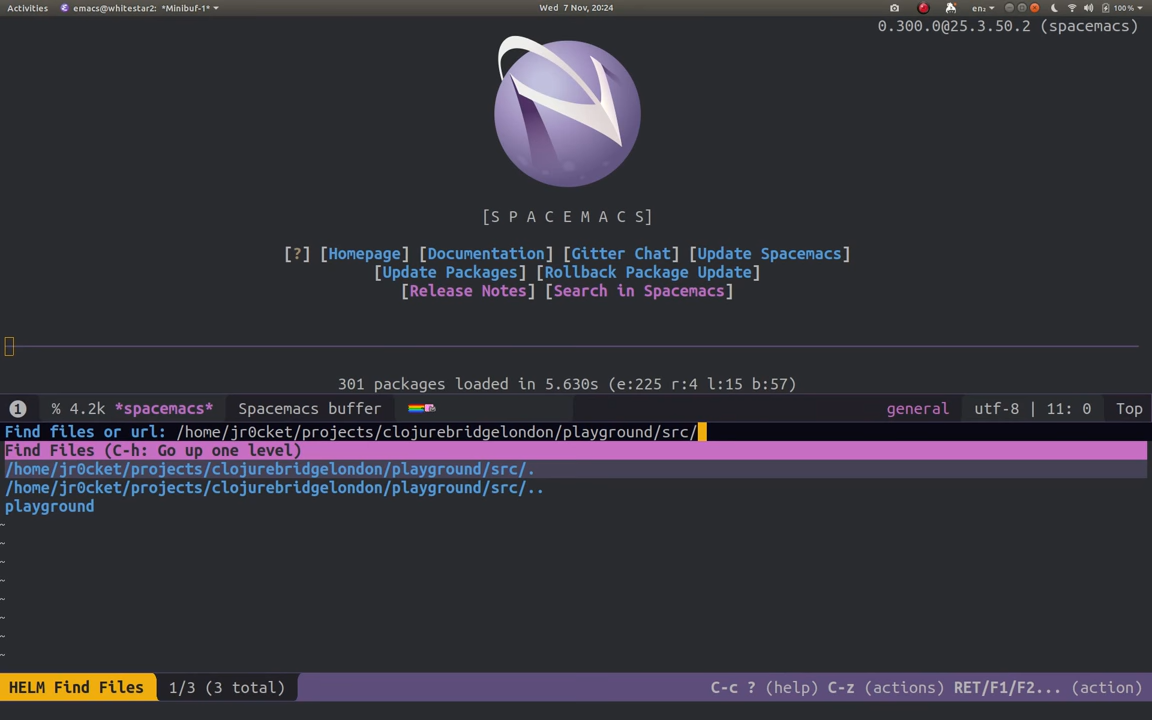 Activities emacs@whitestar2: *Minibuf-1* Wed 7 Nov, 20:24 en₂ 100 %
0.300.0@25.3.50.2 (spacemacs)
[S P A C E M A C S]
[?] [Homepage] [Documentation] [Gitter Chat] [Update Spacemacs]
[Update Packages] [Rollback Package Update]
[Release Notes] [Search in Spacemacs]
301 packages loaded in 5.630s (e:225 r:4 l:15 b:57)
1 % 4.2k *spacemacs* Spacemacs buffer general utf-8 | 11: 0 Top
Find files or url: /home/jr0cket/projects/clojurebridgelondon/playground/src/
Find Files (C-h: Go up one level)
/home/jr0cket/projects/clojurebridgelondon/playground/src/.
/home/jr0cket/projects/clojurebridgelondon/playground/src/..
playground
~
~
~
~
~
~
~
~
HELM Find Files 1/3 (3 total) C-c ? (help) C-z (actions) RET/F1/F2... (action)